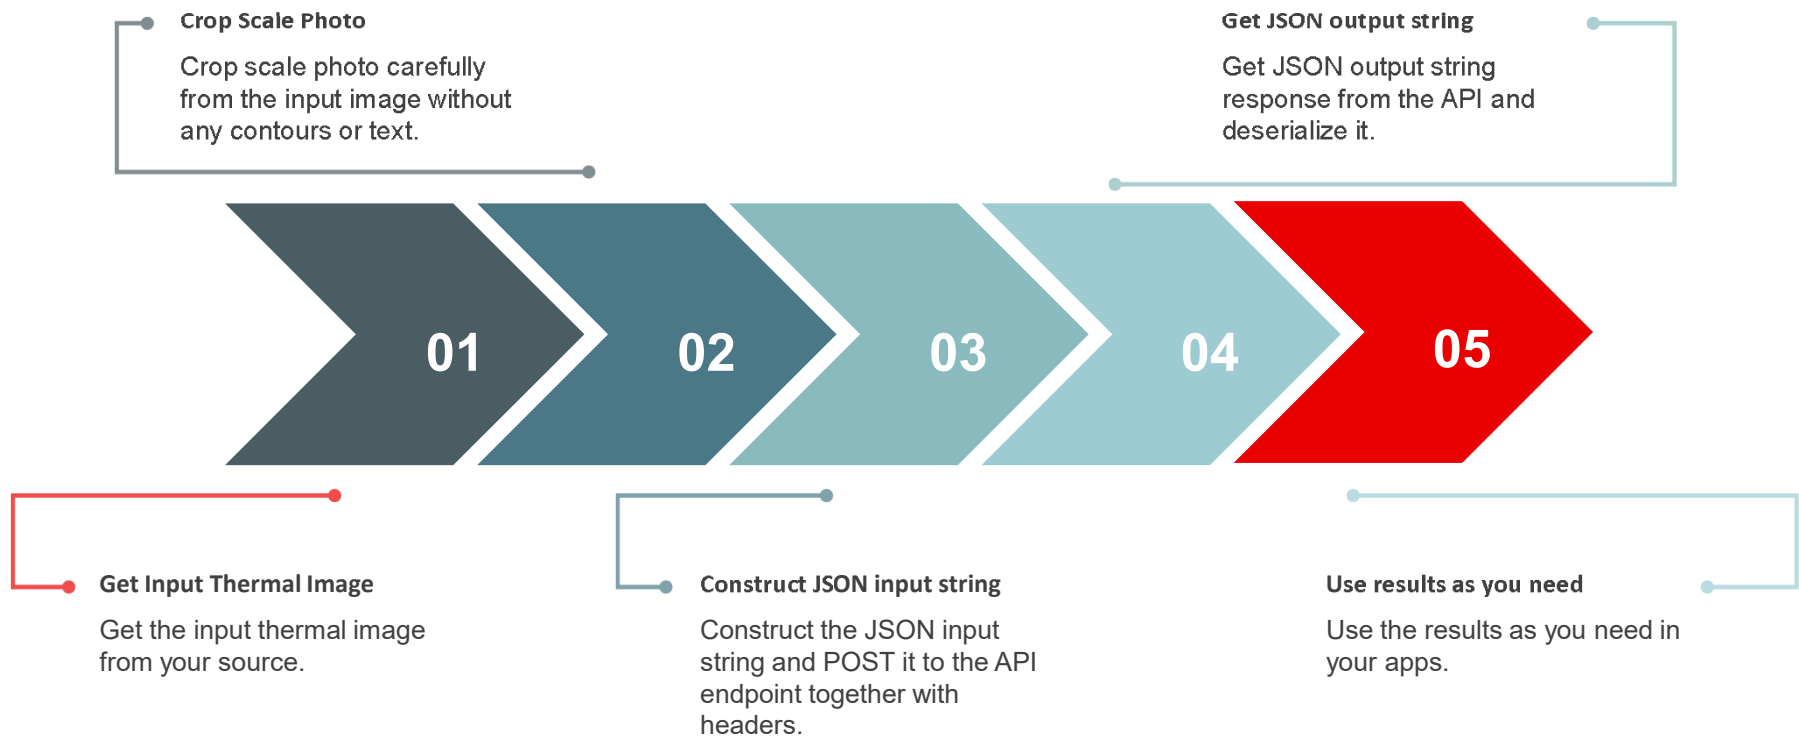 Crop Scale Photo
Crop scale photo carefully
from the input image without
any contours or text.
Get JSON output string
Get JSON output string
response from the API and
deserialize it.
01
02
03
04
05
Get Input Thermal Image
Get the input thermal image
from your source.
Construct JSON input string
Construct the JSON input
string and POST it to the API
endpoint together with
headers.
Use results as you need
Use the results as you need in
your apps.